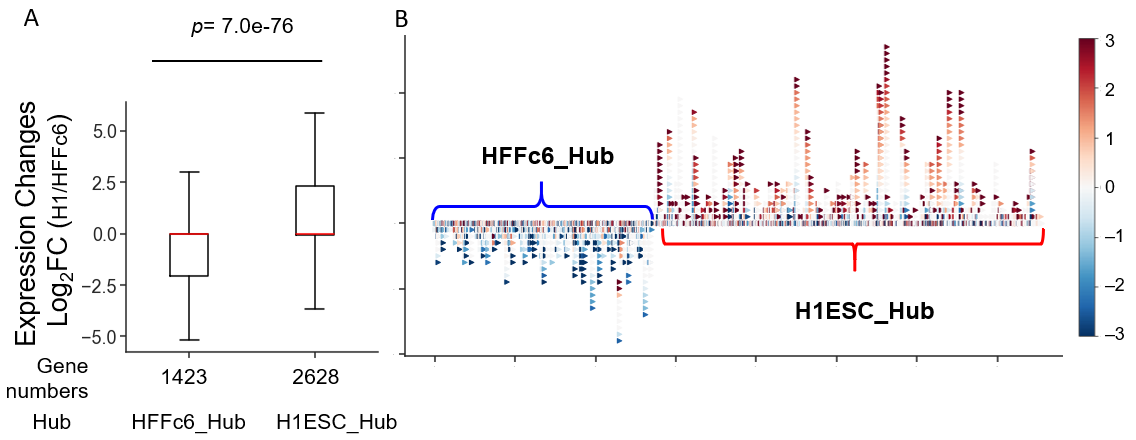 A
p= 7.0e-76
Expression Changes
Log₂FC (H1/HFFc6)
5.0
2.5
0.0
−2.5
−5.0
Gene numbers
1423
2628
Hub
HFFc6_Hub
H1ESC_Hub
B
HFFc6_Hub
H1ESC_Hub
3
2
1
0
−1
−2
−3